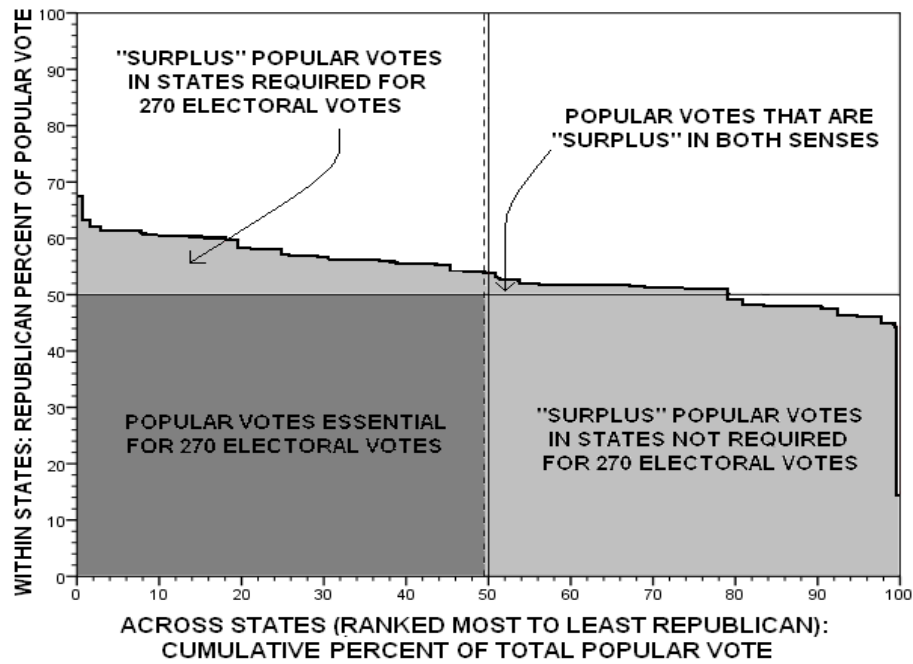 100
90
80
70
60
50
40
30
20
10
0
WITHIN STATES: REPUBLICAN PERCENT OF POPULAR VOTE
"SURPLUS" POPULAR VOTES
IN STATES REQUIRED FOR
270 ELECTORAL VOTES
POPULAR VOTES THAT ARE
"SURPLUS" IN BOTH SENSES
POPULAR VOTES ESSENTIAL
FOR 270 ELECTORAL VOTES
"SURPLUS" POPULAR VOTES
IN STATES NOT REQUIRED
FOR 270 ELECTORAL VOTES
0 10 20 30 40 50 60 70 80 90 100
ACROSS STATES (RANKED MOST TO LEAST REPUBLICAN):
CUMULATIVE PERCENT OF TOTAL POPULAR VOTE